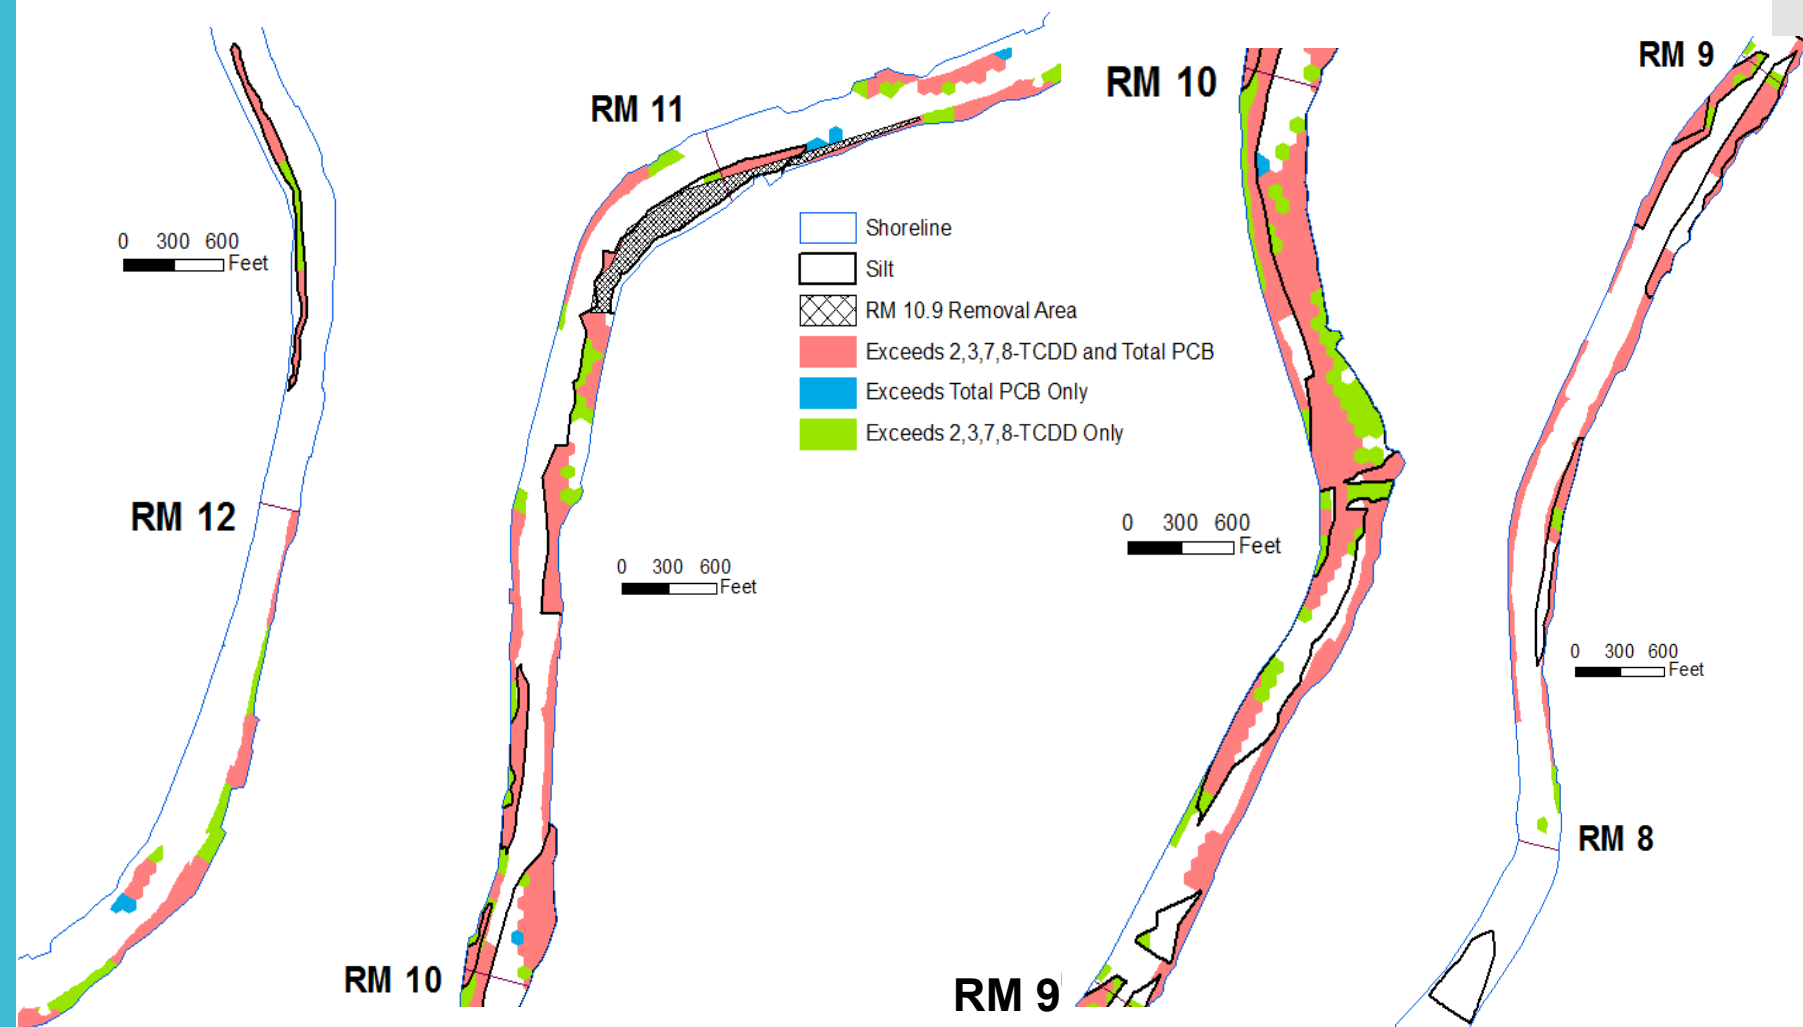 RM 11
RM 10
RM 9
0 300 600
Feet
Shoreline
Silt
RM 10.9 Removal Area
Exceeds 2,3,7,8-TCDD and Total PCB
Exceeds Total PCB Only
Exceeds 2,3,7,8-TCDD Only
RM 12
0 300 600
Feet
0 300 600
Feet
0 300 600
Feet
RM 8
RM 10
RM 9